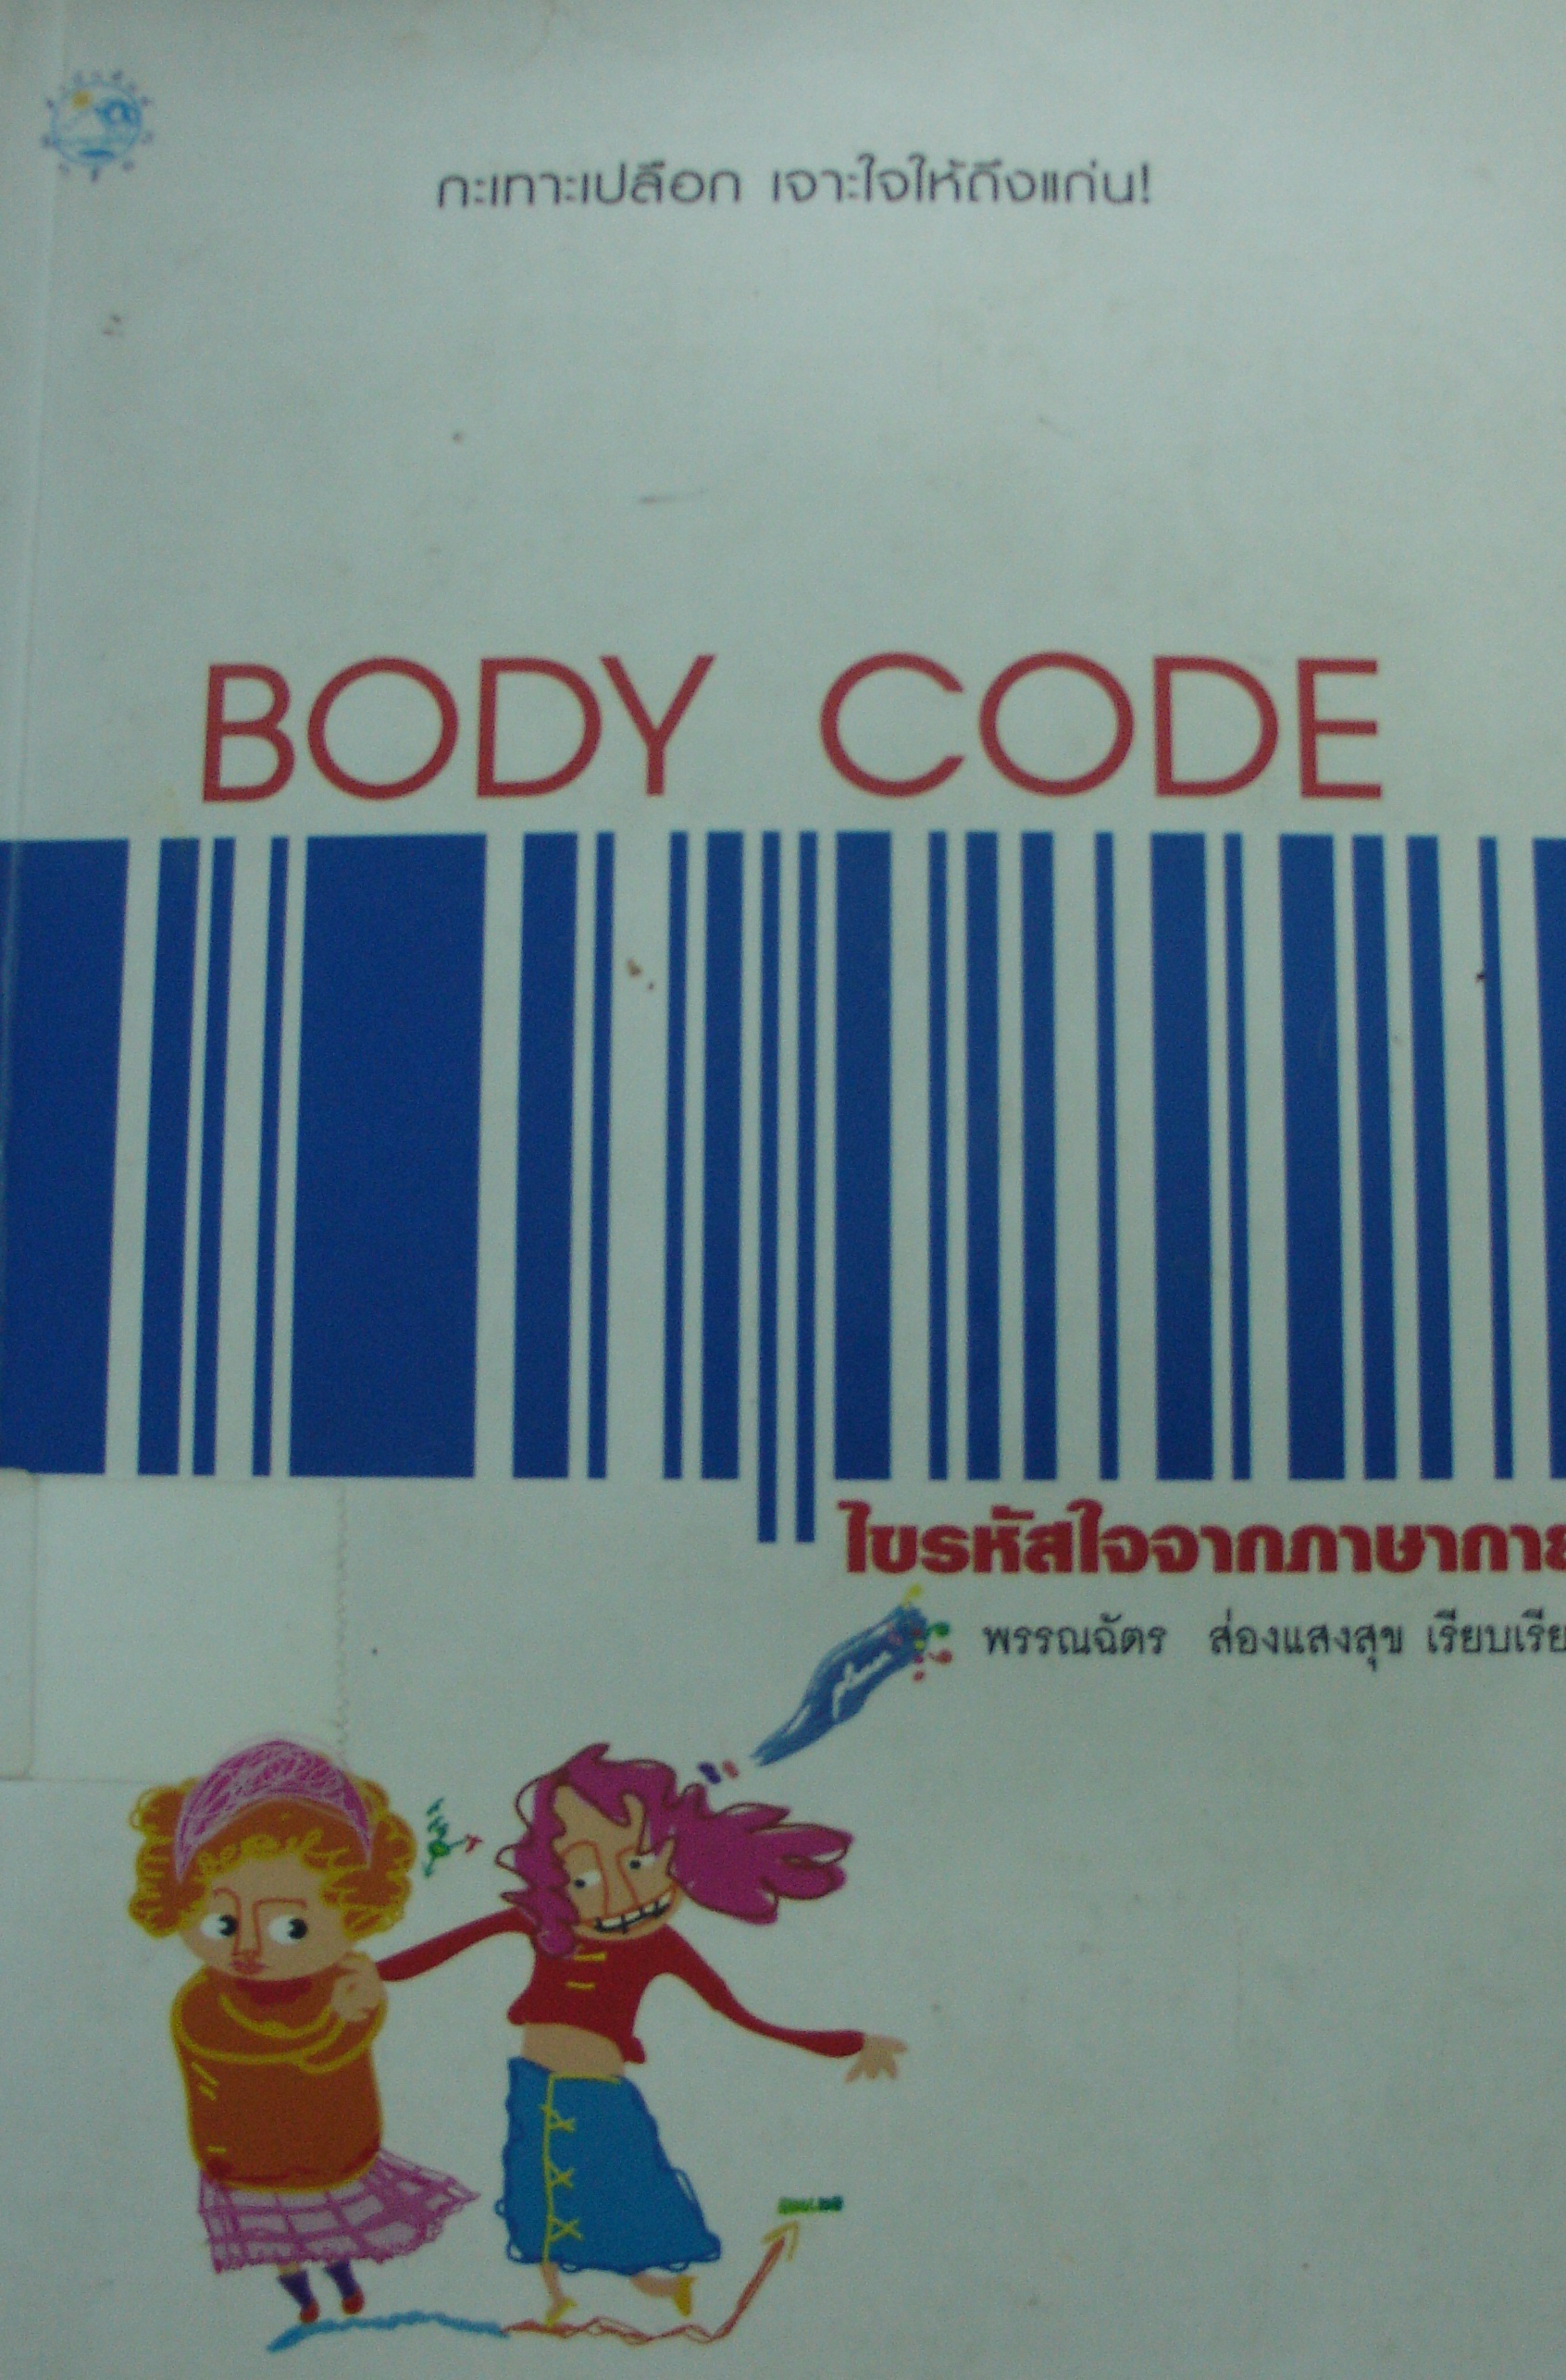 กะเทาะเปลือก เจาะใจให้ถึงแก่น!
BODY CODE
ไขรหัสใจจากภาษากาย
พรรณฉัตร ส่องแสงสุข เรียบเรีย